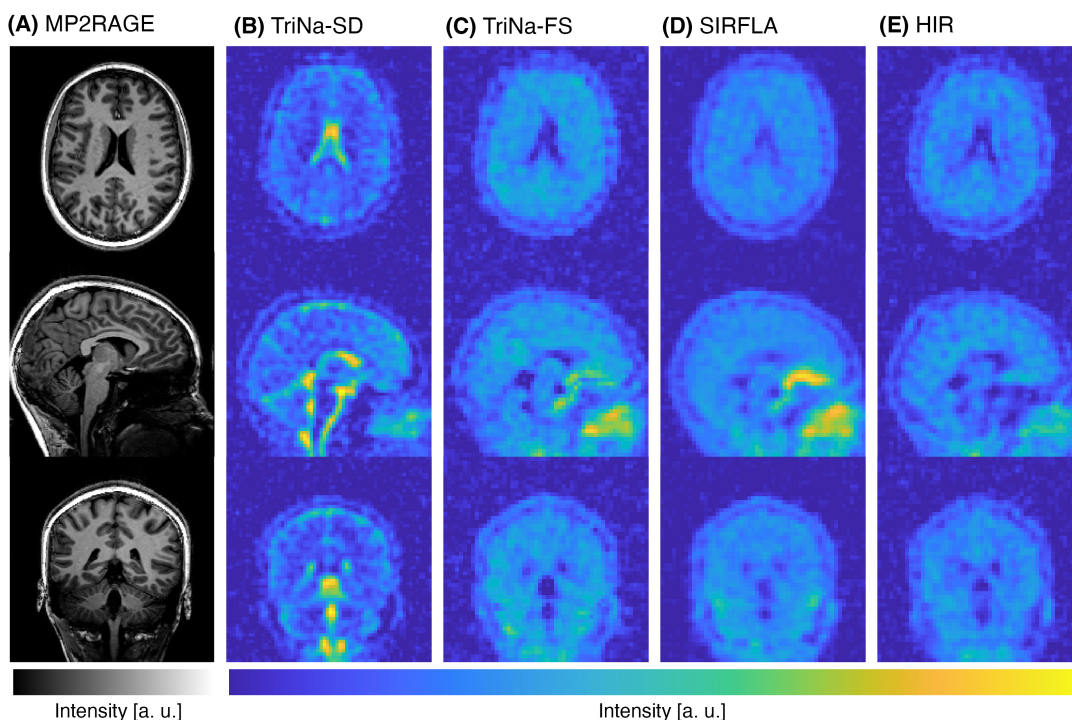 (A) MP2RAGE
(B) TriNa-SD
(C) TriNa-FS
(D) SIRFLA
(E) HIR
Intensity [a. u.]
Intensity [a. u.]